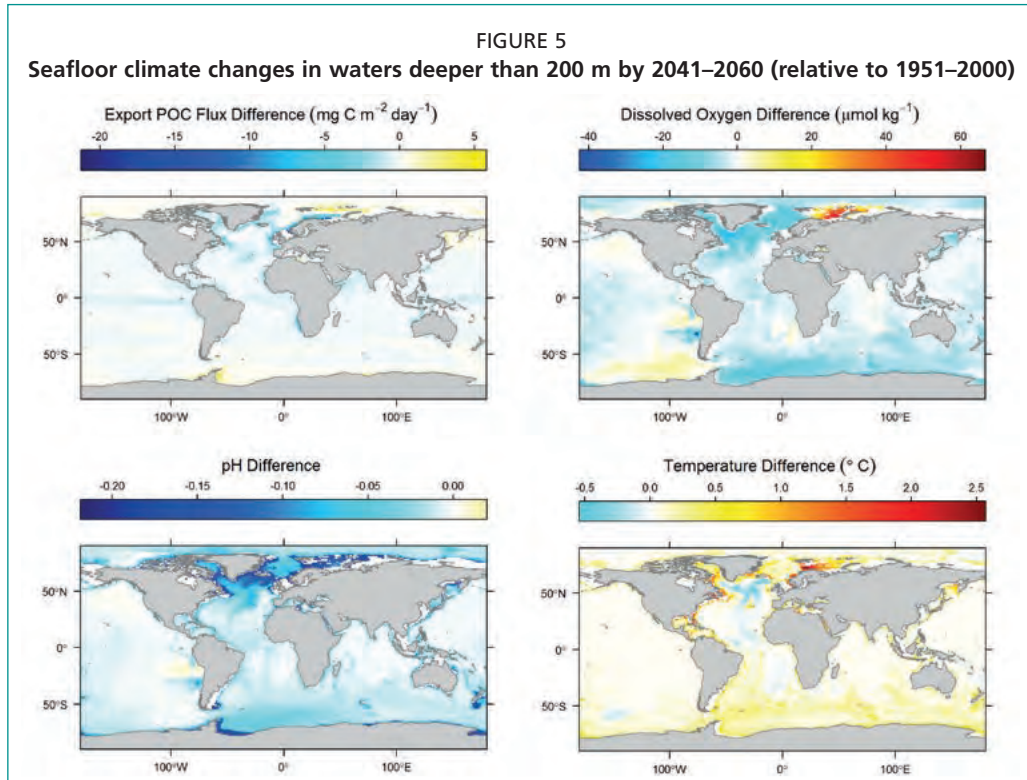 FIGURE 5
Seafloor climate changes in waters deeper than 200 m by 2041–2060 (relative to 1951–2000)
Export POC Flux Difference (mg C m⁻² day⁻¹)
-20 -15 -10 -5 0 5
50°N
0°
50°S
100°W 0° 100°E
Dissolved Oxygen Difference (μmol kg⁻¹)
-40 -20 0 20 40 60
50°N
0°
50°S
100°W 0° 100°E
pH Difference
-0.20 -0.15 -0.10 -0.05 0.00
50°N
0°
50°S
100°W 0° 100°E
Temperature Difference (° C)
-0.5 0.0 0.5 1.0 1.5 2.0 2.5
50°N
0°
50°S
100°W 0° 100°E